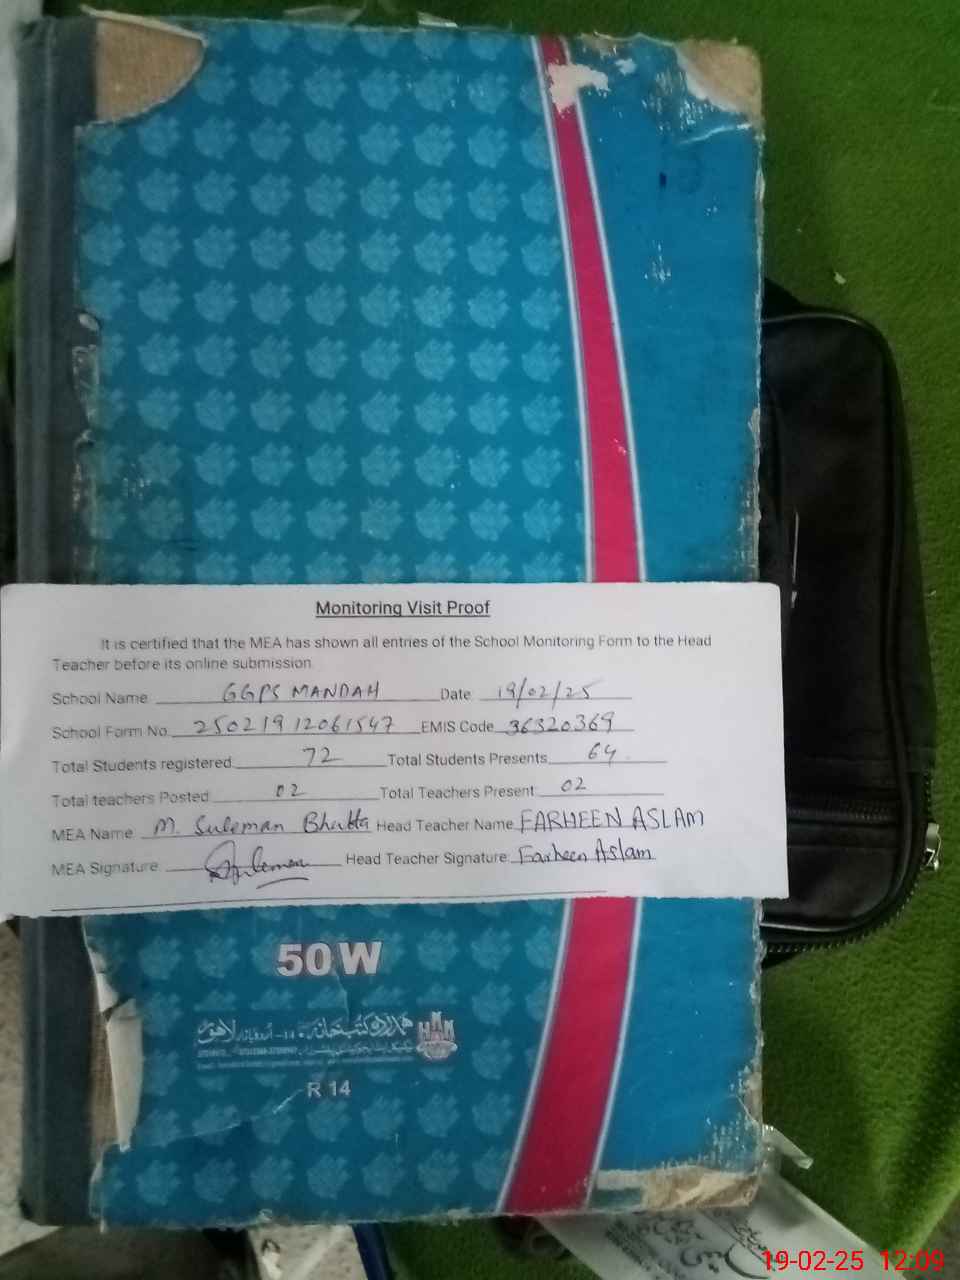 Monitoring Visit Proof
It is certified that the MEA has shown all entries of the School Monitoring Form to the Head
Teacher before its online submission.
School Name GGPS MANDAH Date 19/02/25
School Form No. 25021912061547 EMIS Code 36320369
Total Students registered 72 Total Students Presents 64
Total teachers Posted 02 Total Teachers Present 02
MEA Name M. Suleman Bhatta Head Teacher Name FARHEEN ASLAM
MEA Signature Suleman Head Teacher Signature Farheen Aslam
50 W
اردو بازار لاہور
R 14
19-02-25 12:09